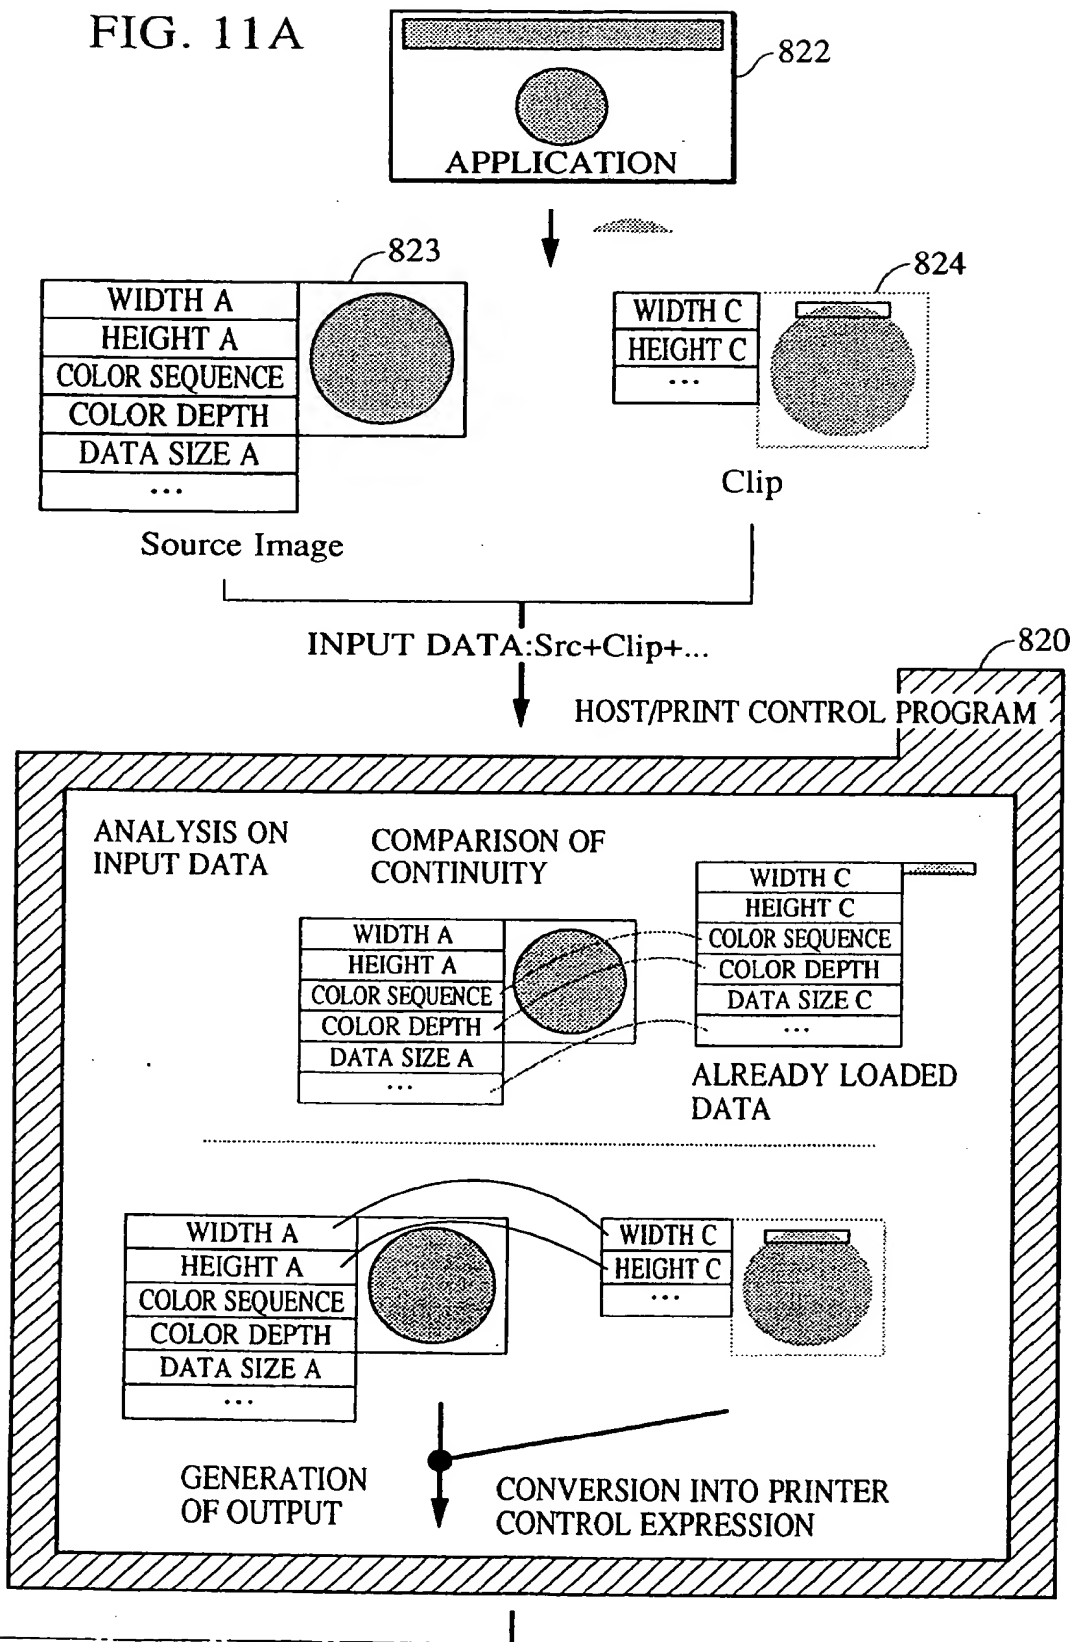 FIG. 11A
822
APPLICATION
823
WIDTH A
HEIGHT A
COLOR SEQUENCE
COLOR DEPTH
DATA SIZE A
...
Source Image
824
WIDTH C
HEIGHT C
...
Clip
INPUT DATA:Src+Clip+...
820
HOST/PRINT CONTROL PROGRAM
ANALYSIS ON
INPUT DATA
COMPARISON OF
CONTINUITY
WIDTH A
HEIGHT A
COLOR SEQUENCE
COLOR DEPTH
DATA SIZE A
...
WIDTH C
HEIGHT C
COLOR SEQUENCE
COLOR DEPTH
DATA SIZE C
...
ALREADY LOADED
DATA
WIDTH A
HEIGHT A
COLOR SEQUENCE
COLOR DEPTH
DATA SIZE A
...
WIDTH C
HEIGHT C
...
GENERATION
OF OUTPUT
CONVERSION INTO PRINTER
CONTROL EXPRESSION